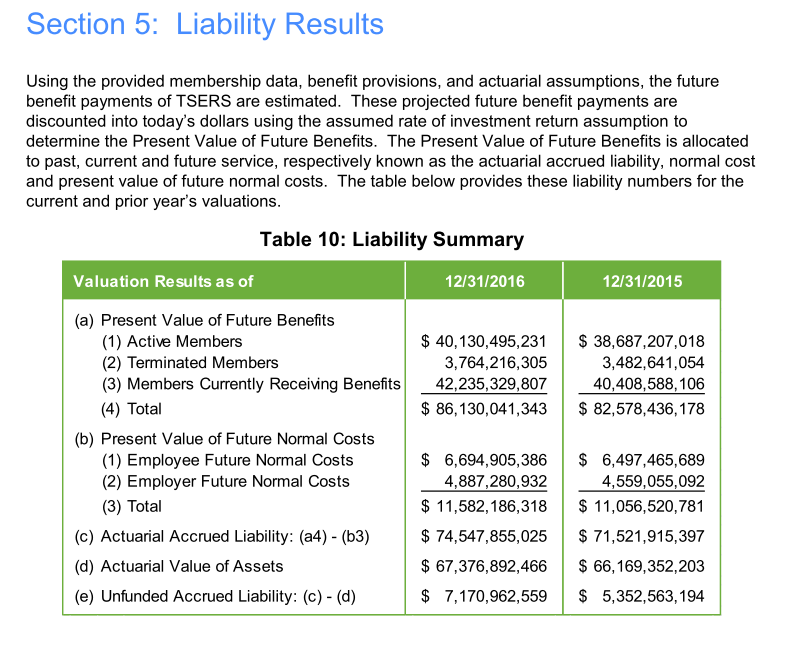 Section 5: Liability Results
Using the provided membership data, benefit provisions, and actuarial assumptions, the future
benefit payments of TSERS are estimated. These projected future benefit payments are
discounted into today's dollars using the assumed rate of investment return assumption to
determine the Present Value of Future Benefits. The Present Value of Future Benefits is allocated
to past, current and future service, respectively known as the actuarial accrued liability, normal cost
and present value of future normal costs. The table below provides these liability numbers for the
current and prior year's valuations.
Table 10: Liability Summary
Valuation Results as of 12/31/2016 12/31/2015
(a) Present Value of Future Benefits
(1) Active Members $ 40,130,495,231 $ 38,687,207,018
(2) Terminated Members 3,764,216,305 3,482,641,054
(3) Members Currently Receiving Benefits 42,235,329,807 40,408,588,106
(4) Total $ 86,130,041,343 $ 82,578,436,178
(b) Present Value of Future Normal Costs
(1) Employee Future Normal Costs $ 6,694,905,386 $ 6,497,465,689
(2) Employer Future Normal Costs 4,887,280,932 4,559,055,092
(3) Total $ 11,582,186,318 $ 11,056,520,781
(c) Actuarial Accrued Liability: (a4) - (b3) $ 74,547,855,025 $ 71,521,915,397
(d) Actuarial Value of Assets $ 67,376,892,466 $ 66,169,352,203
(e) Unfunded Accrued Liability: (c) - (d) $ 7,170,962,559 $ 5,352,563,194